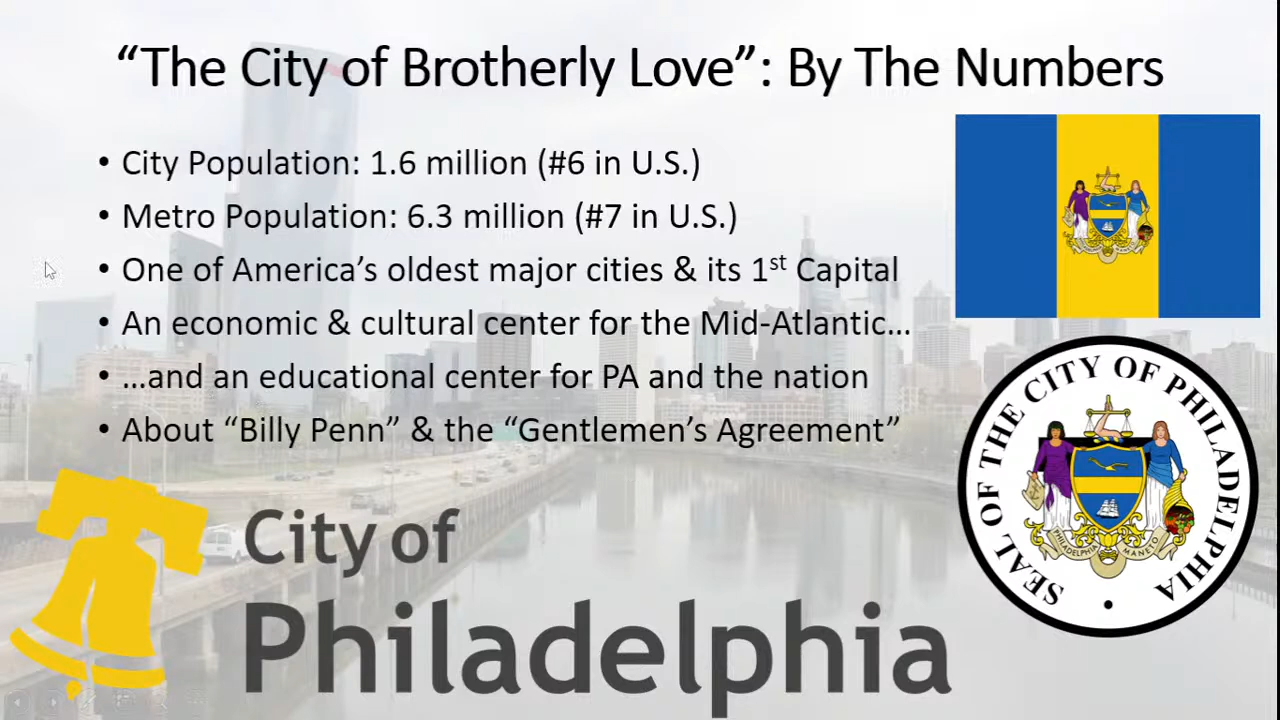 “The City of Brotherly Love”: By The Numbers
• City Population: 1.6 million (#6 in U.S.)
• Metro Population: 6.3 million (#7 in U.S.)
• One of America’s oldest major cities & its 1st Capital
• An economic & cultural center for the Mid-Atlantic…
• …and an educational center for PA and the nation
• About “Billy Penn” & the “Gentlemen’s Agreement”
SEAL OF THE CITY OF PHILADELPHIA
PHILADELPHIA MANETO
City of
Philadelphia